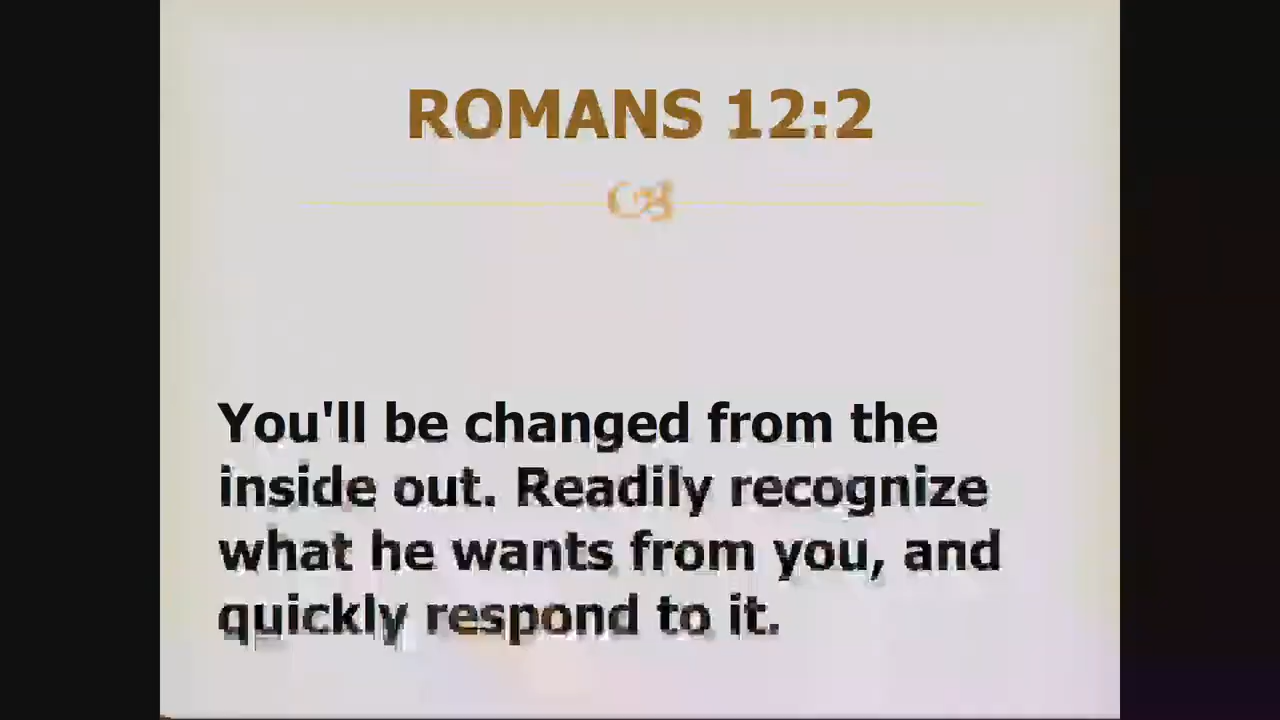 ROMANS 12:2
You'll be changed from the
inside out. Readily recognize
what he wants from you, and
quickly respond to it.